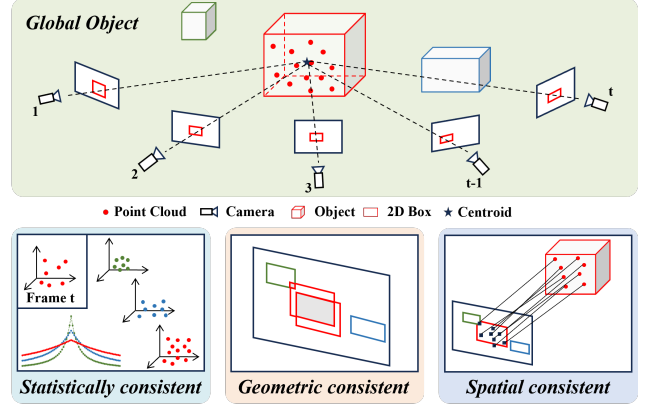 Global Object
1
2
3
t-1
t
Point Cloud Camera Object 2D Box Centroid
Frame t
Statistically consistent
Geometric consistent
Spatial consistent